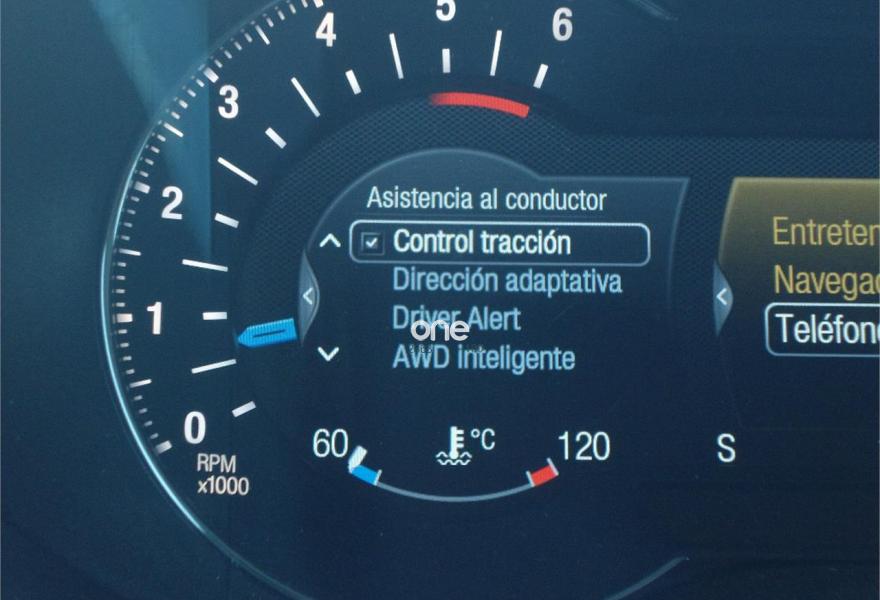 5
4
6
3
2
1
0
RPM
x1000
Asistencia al conductor
Control tracción
Dirección adaptativa
Driver Alert
AWD inteligente
one
60
°C
120
Entreten
Navegac
Teléfono
S